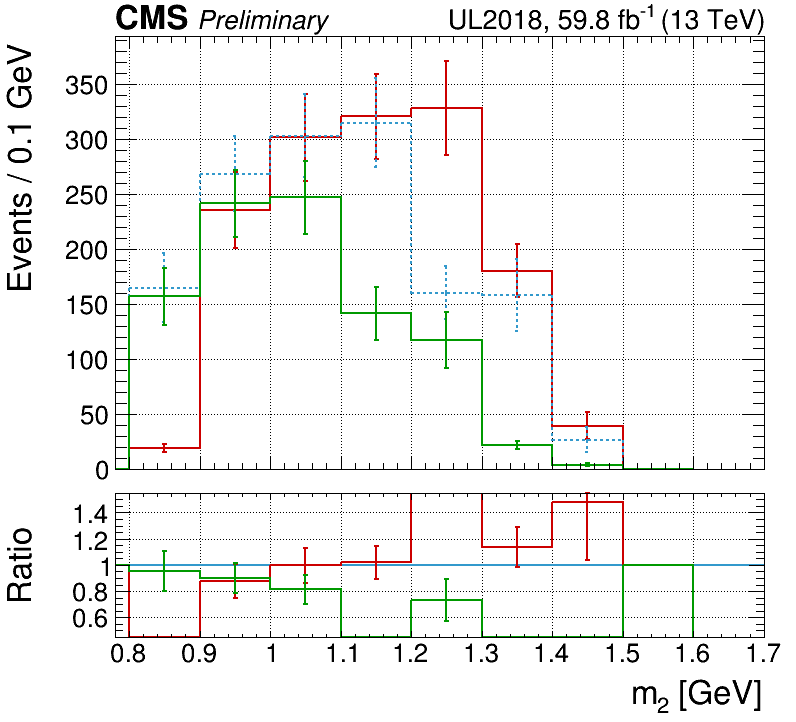 CMS Preliminary UL2018, 59.8 fb-1 (13 TeV)
Events / 0.1 GeV
350
300
250
200
150
100
50
0
Ratio
1.4
1.2
1
0.8
0.6
0.8 0.9 1 1.1 1.2 1.3 1.4 1.5 1.6 1.7
m2 [GeV]